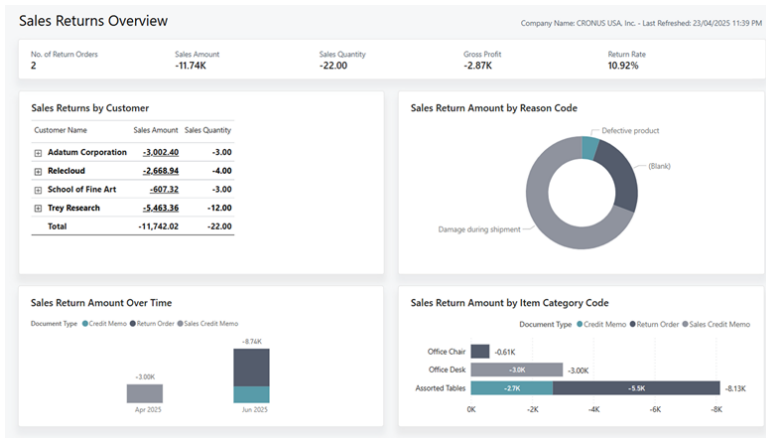 Sales Returns Overview
Company Name: CRONUS USA, Inc. - Last Refreshed: 23/04/2025 11:39 PM
No. of Return Orders Sales Amount Sales Quantity Gross Profit Return Rate
2 -11.74K -22.00 -2.87K 10.92%
Sales Returns by Customer
Customer Name Sales Amount Sales Quantity
Adatum Corporation -3,002.40 -3.00
Relecloud -2,668.94 -4.00
School of Fine Art -607.32 -3.00
Trey Research -5,463.36 -12.00
Total -11,742.02 -22.00
Sales Return Amount by Reason Code
Defective product
(Blank)
Damage during shipment
Sales Return Amount Over Time
Document Type Credit Memo Return Order Sales Credit Memo
-8.74K
-3.00K
Apr 2025 Jun 2025
Sales Return Amount by Item Category Code
Document Type Credit Memo Return Order Sales Credit Memo
Office Chair -0.61K
Office Desk -3.0K -3.00K
Assorted Tables -2.7K -5.5K -8.13K
0K -2K -4K -6K -8K